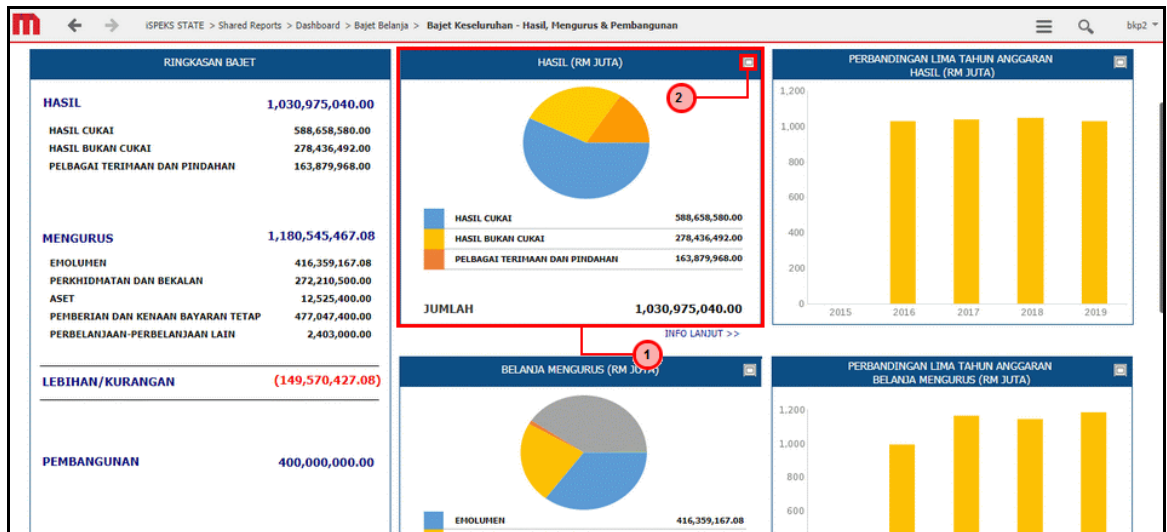 iSPEKS STATE > Shared Reports > Dashboard > Bajet Belanja > Bajet Keseluruhan - Hasil, Mengurus & Pembangunan
bkp2
RINGKASAN BAJET
HASIL 1,030,975,040.00
HASIL CUKAI 588,658,580.00
HASIL BUKAN CUKAI 278,436,492.00
PELBAGAI TERIMAAN DAN PINDAHAN 163,879,968.00
MENGURUS 1,180,545,467.08
EMOLUMEN 416,359,167.08
PERKHIDMATAN DAN BEKALAN 272,210,500.00
ASET 12,525,400.00
PEMBERIAN DAN KENAAN BAYARAN TETAP 477,047,400.00
PERBELANJAAN-PERBELANJAAN LAIN 2,403,000.00
LEBIHAN/KURANGAN (149,570,427.08)
PEMBANGUNAN 400,000,000.00
HASIL (RM JUTA)
2
HASIL CUKAI 588,658,580.00
HASIL BUKAN CUKAI 278,436,492.00
PELBAGAI TERIMAAN DAN PINDAHAN 163,879,968.00
JUMLAH 1,030,975,040.00
INFO LANJUT >>
1
PERBANDINGAN LIMA TAHUN ANGGARAN
HASIL (RM JUTA)
1,200
1,000
800
600
400
200
0
2015 2016 2017 2018 2019
BELANJA MENGURUS (RM JUTA)
EMOLUMEN 416,359,167.08
PERBANDINGAN LIMA TAHUN ANGGARAN
BELANJA MENGURUS (RM JUTA)
1,200
1,000
800
600